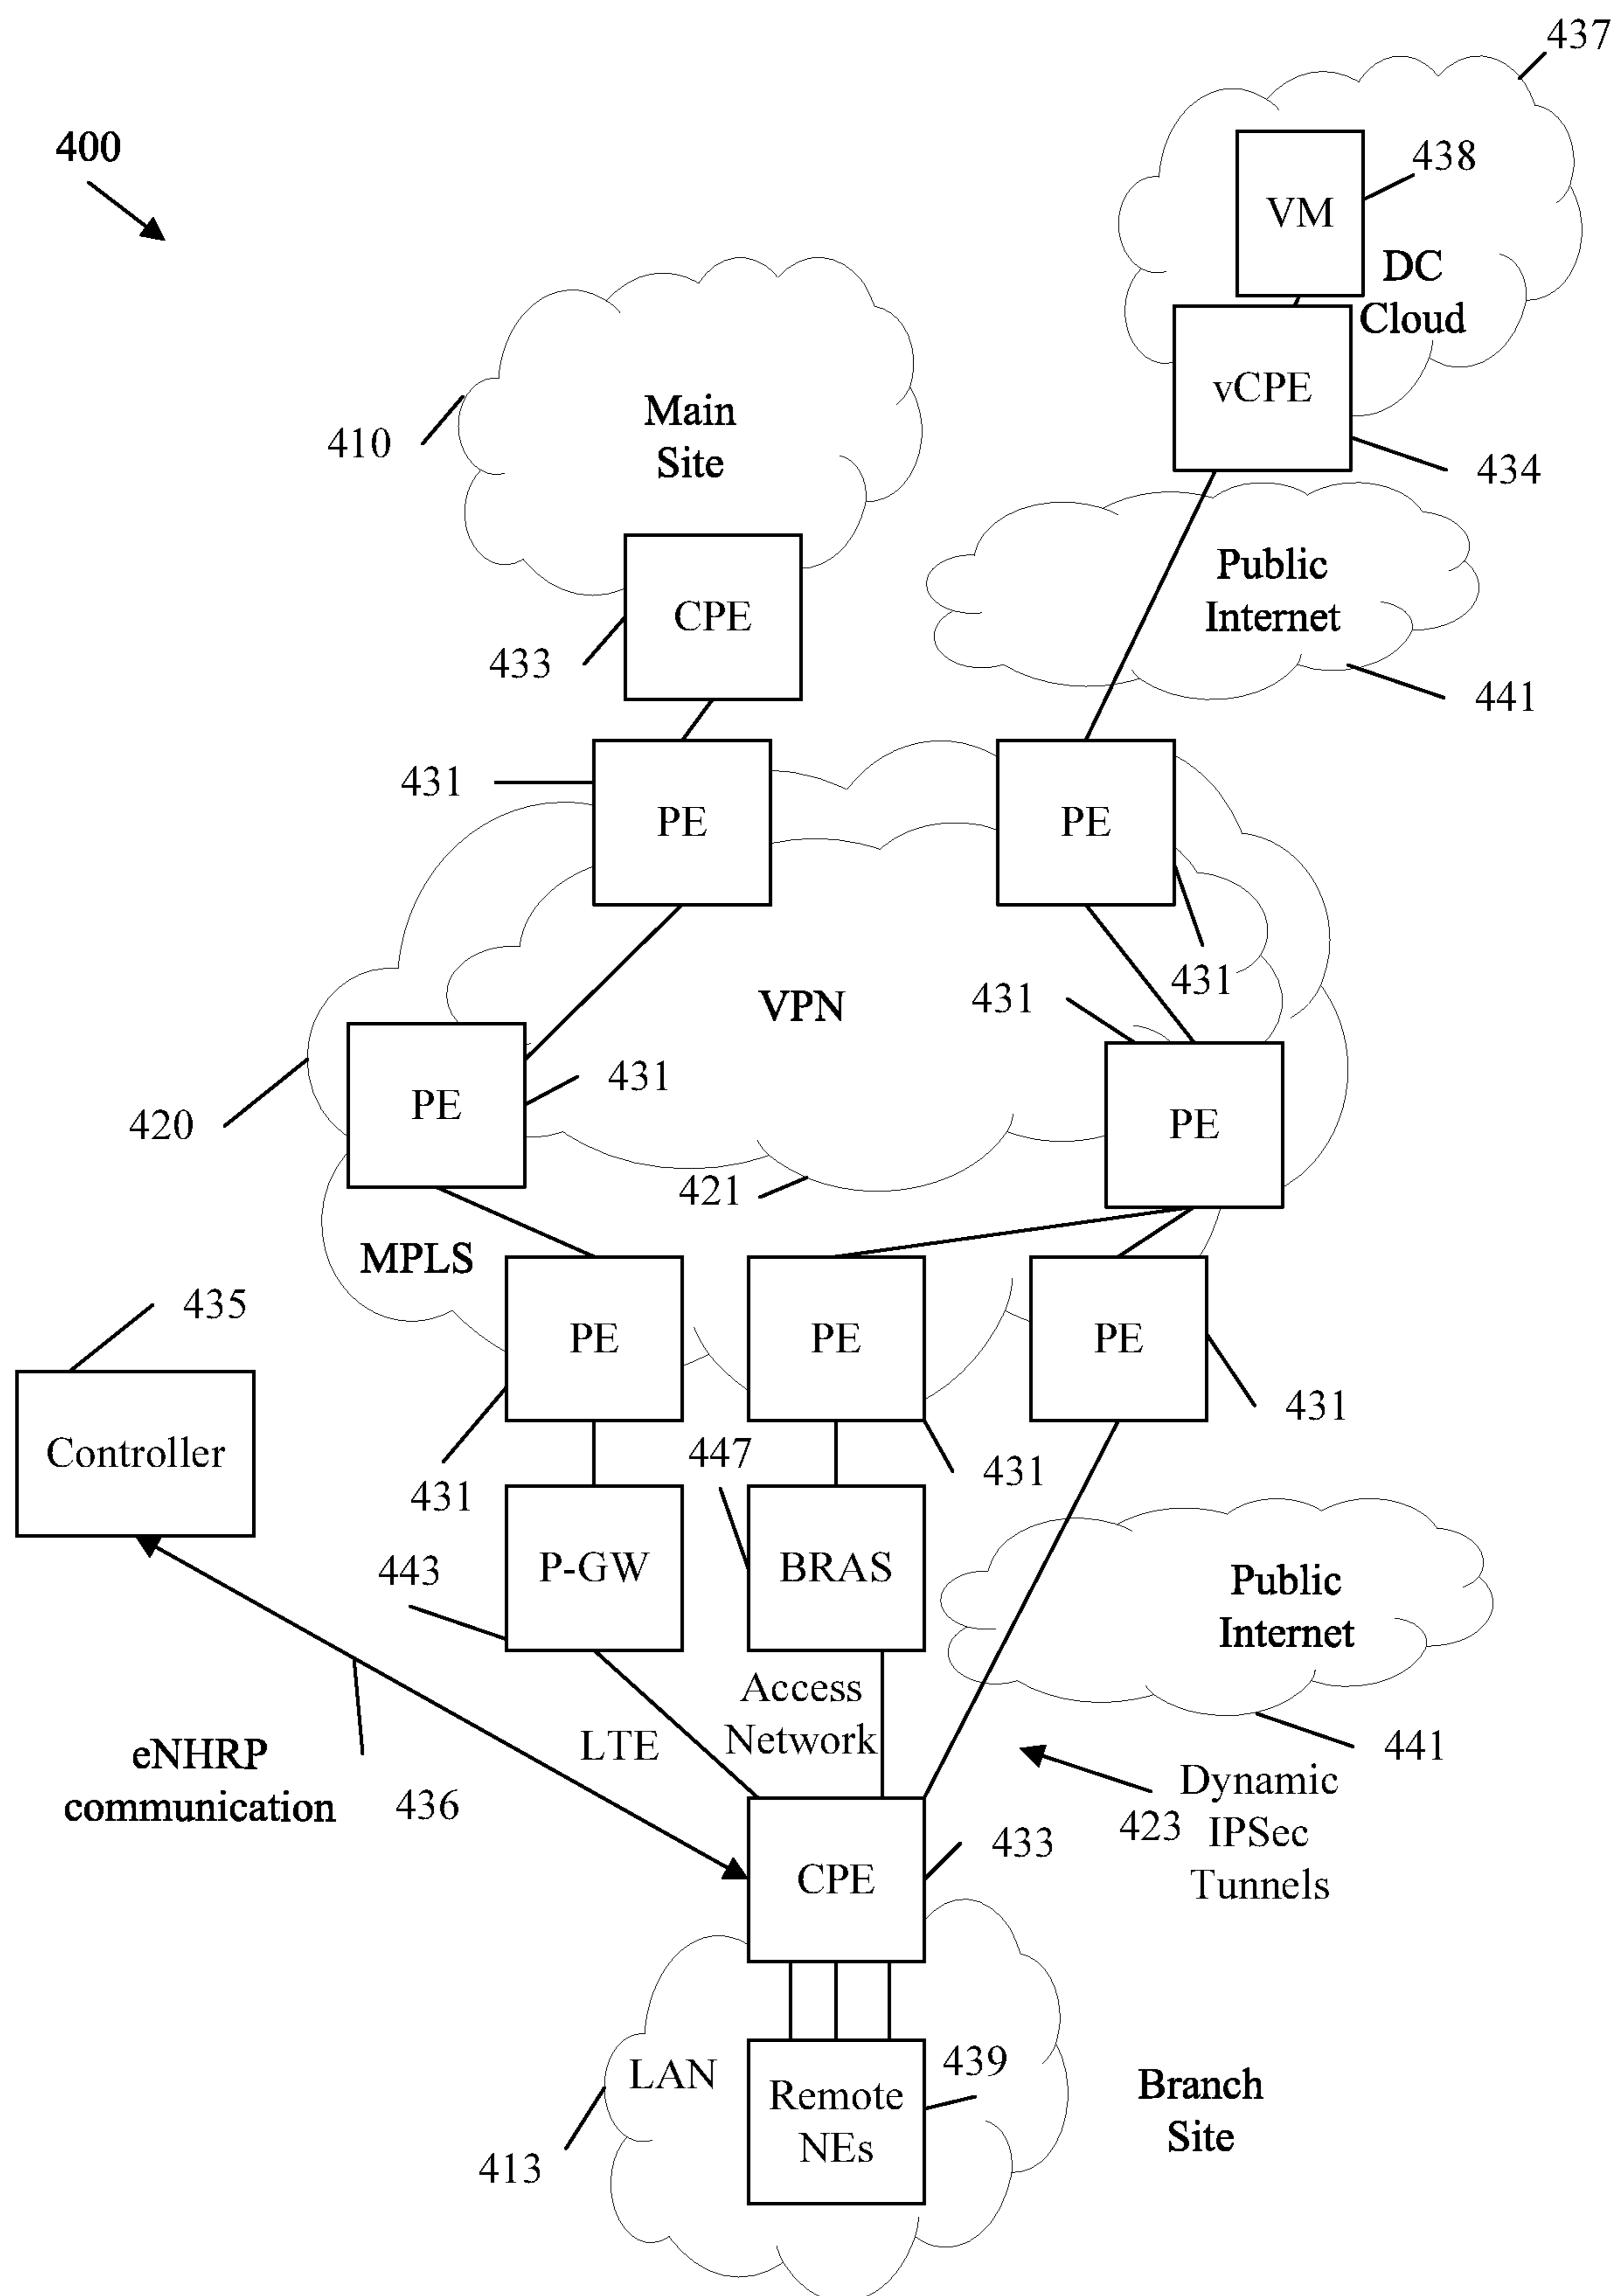 437
400
438
VM
DC
Cloud
vCPE
Main
Site
410
434
Public
Internet
CPE
433
441
431
PE
PE
431
431
VPN
431
PE
PE
420
421
MPLS
435
PE
PE
PE
431
Controller
447
431
431
P-GW
BRAS
443
Public
Internet
Access
Network
LTE
441
eNHRP
communication
436
Dynamic
IPSec
Tunnels
423
433
CPE
439
LAN
Remote
NEs
Branch
Site
413